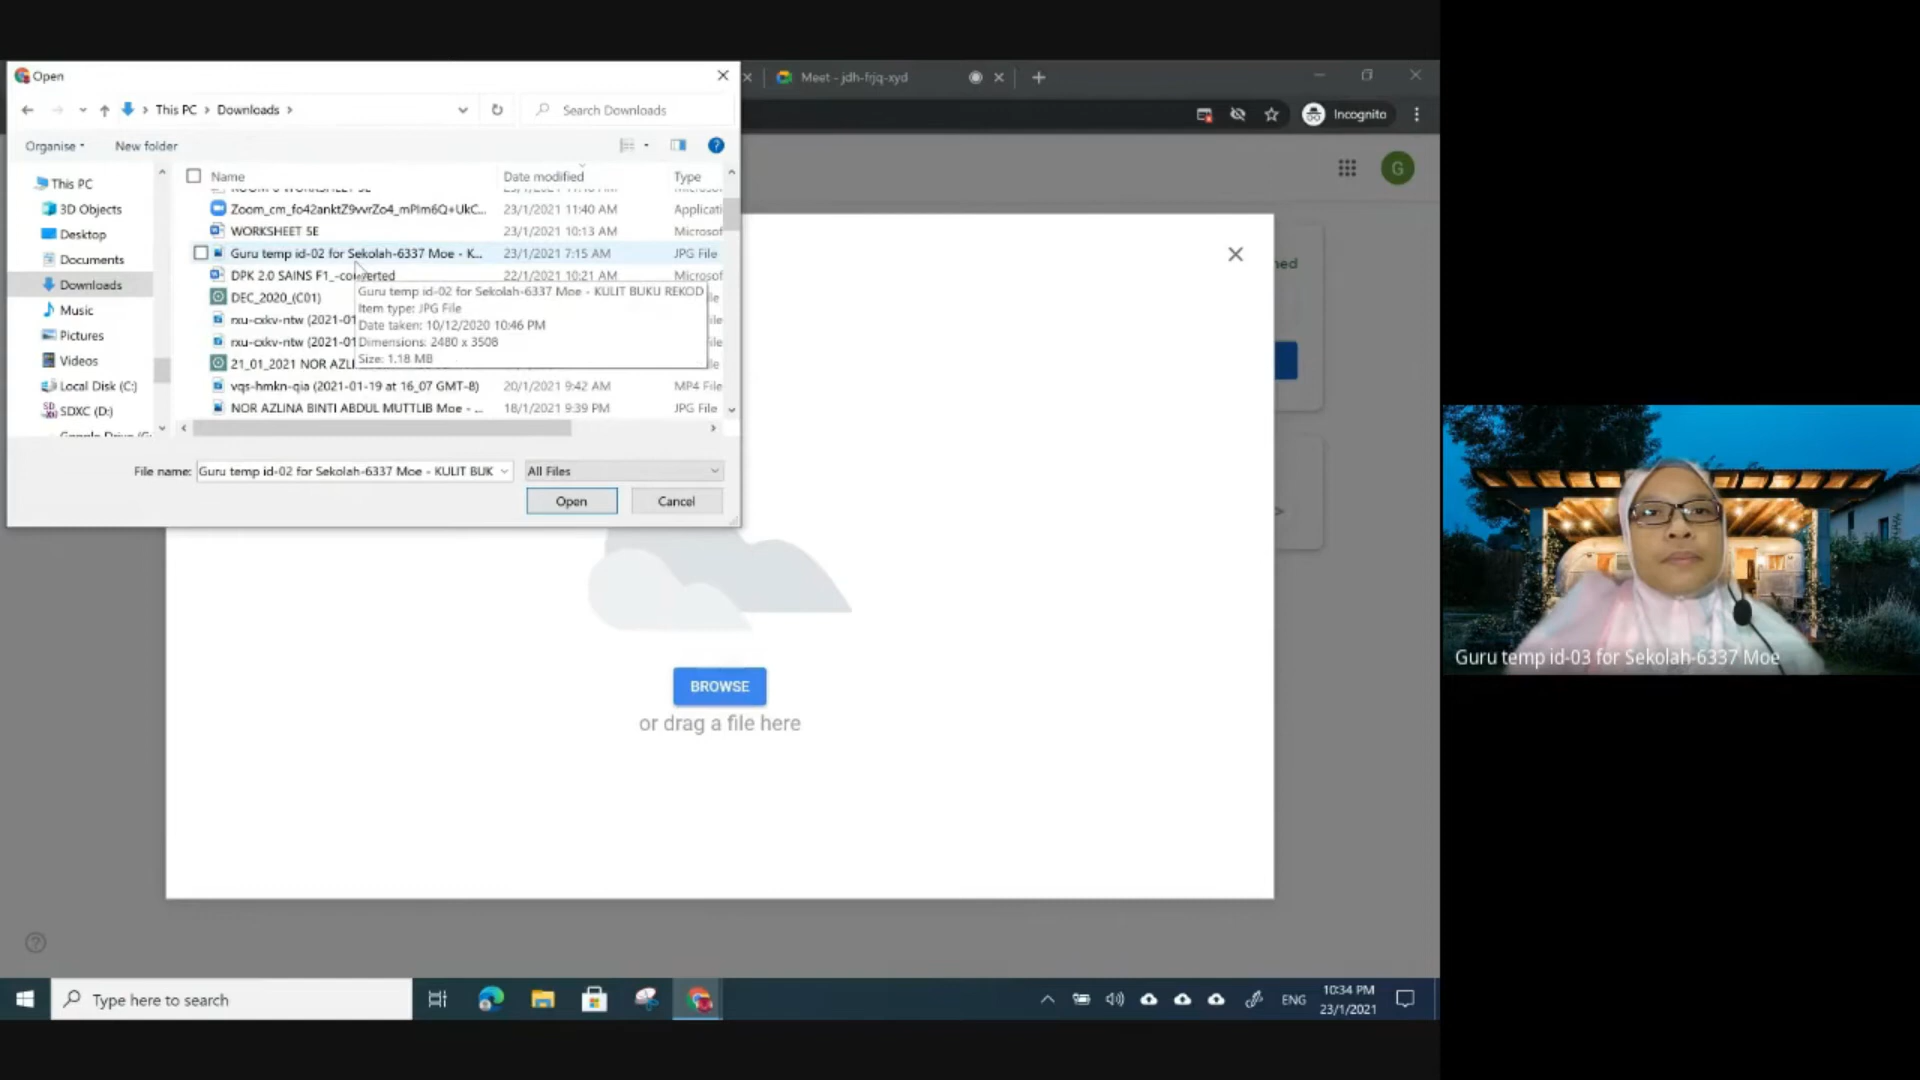 Open
Meet - jdh-frjq-xyd
This PC > Downloads >
Search Downloads
Incognito
Organise
New folder
G
Name
Date modified
Type
This PC
3D Objects
Desktop
Documents
Downloads
Music
Pictures
Videos
Local Disk (C:)
SDXC (D:)
Zoom_cm_fo42anktZ9vvrZo4_mPlm6Q+UkC... 23/1/2021 11:40 AM Applicati
WORKSHEET 5E 23/1/2021 10:13 AM Microsof
Guru temp id-02 for Sekolah-6337 Moe - K... 23/1/2021 7:15 AM JPG File
DPK 2.0 SAINS F1_-converted 22/1/2021 10:21 AM Microsof
DEC_2020_(C01)
rxu-cxkv-ntw (2021-01
rxu-cxkv-ntw (2021-01
21_01_2021 NOR AZLI
vqs-hmkn-qia (2021-01-19 at 16_07 GMT-8) 20/1/2021 9:42 AM MP4 File
NOR AZLINA BINTI ABDUL MUTTLIB Moe - ... 18/1/2021 9:39 PM JPG File
Guru temp id-02 for Sekolah-6337 Moe - KULIT BUKU REKOD
Item type: JPG File
Date taken: 10/12/2020 10:46 PM
Dimensions: 2480 x 3508
Size: 1.18 MB
File name: Guru temp id-02 for Sekolah-6337 Moe - KULIT BUK
All Files
Open
Cancel
BROWSE
or drag a file here
Guru temp id-03 for Sekolah-6337 Moe
Type here to search
ENG
10:34 PM
23/1/2021